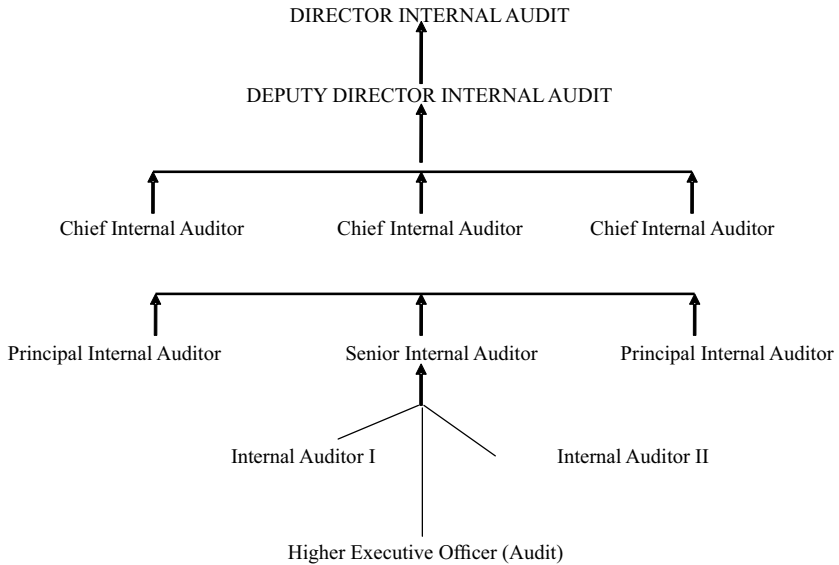 DIRECTOR INTERNAL AUDIT
DEPUTY DIRECTOR INTERNAL AUDIT
Chief Internal Auditor
Chief Internal Auditor
Chief Internal Auditor
Principal Internal Auditor
Senior Internal Auditor
Principal Internal Auditor
Internal Auditor I
Internal Auditor II
Higher Executive Officer (Audit)